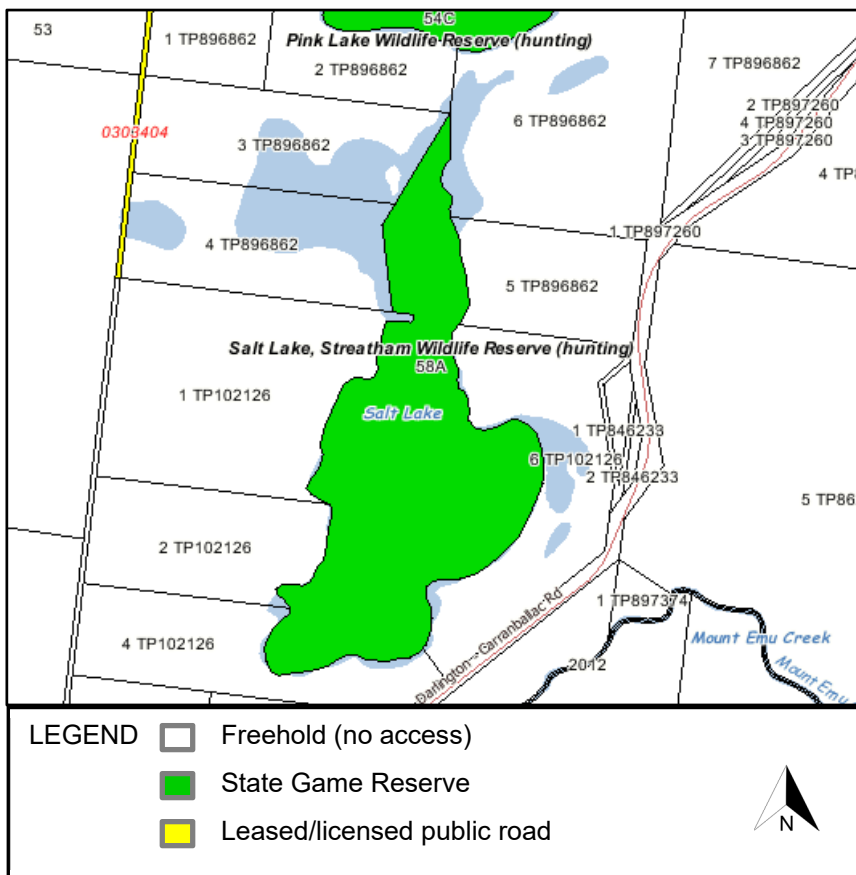 54C
53
1 TP896862
Pink Lake Wildlife Reserve (hunting)
2 TP896862
7 TP896862
2 TP897260
4 TP897260
3 TP897260
6 TP896862
0303404
3 TP896862
4 TP8
1 TP897260
4 TP896862
5 TP896862
Salt Lake, Streatham Wildlife Reserve (hunting)
58A
1 TP102126
Salt Lake
1 TP846233
6 TP102126
2 TP846233
5 TP86
2 TP102126
Darlington - Carranballac Rd
1 TP897374
4 TP102126
Mount Emu Creek
Mount Emu
2012
LEGEND
Freehold (no access)
State Game Reserve
Leased/licensed public road
N